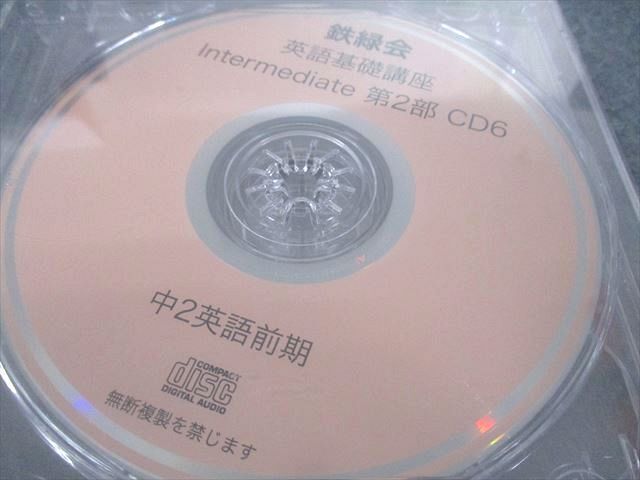 鉄緑会
英語基礎講座
Intermediate 第2部 CD6
中2英語前期
COMPACT
disc
DIGITAL AUDIO
無断複製を禁じます